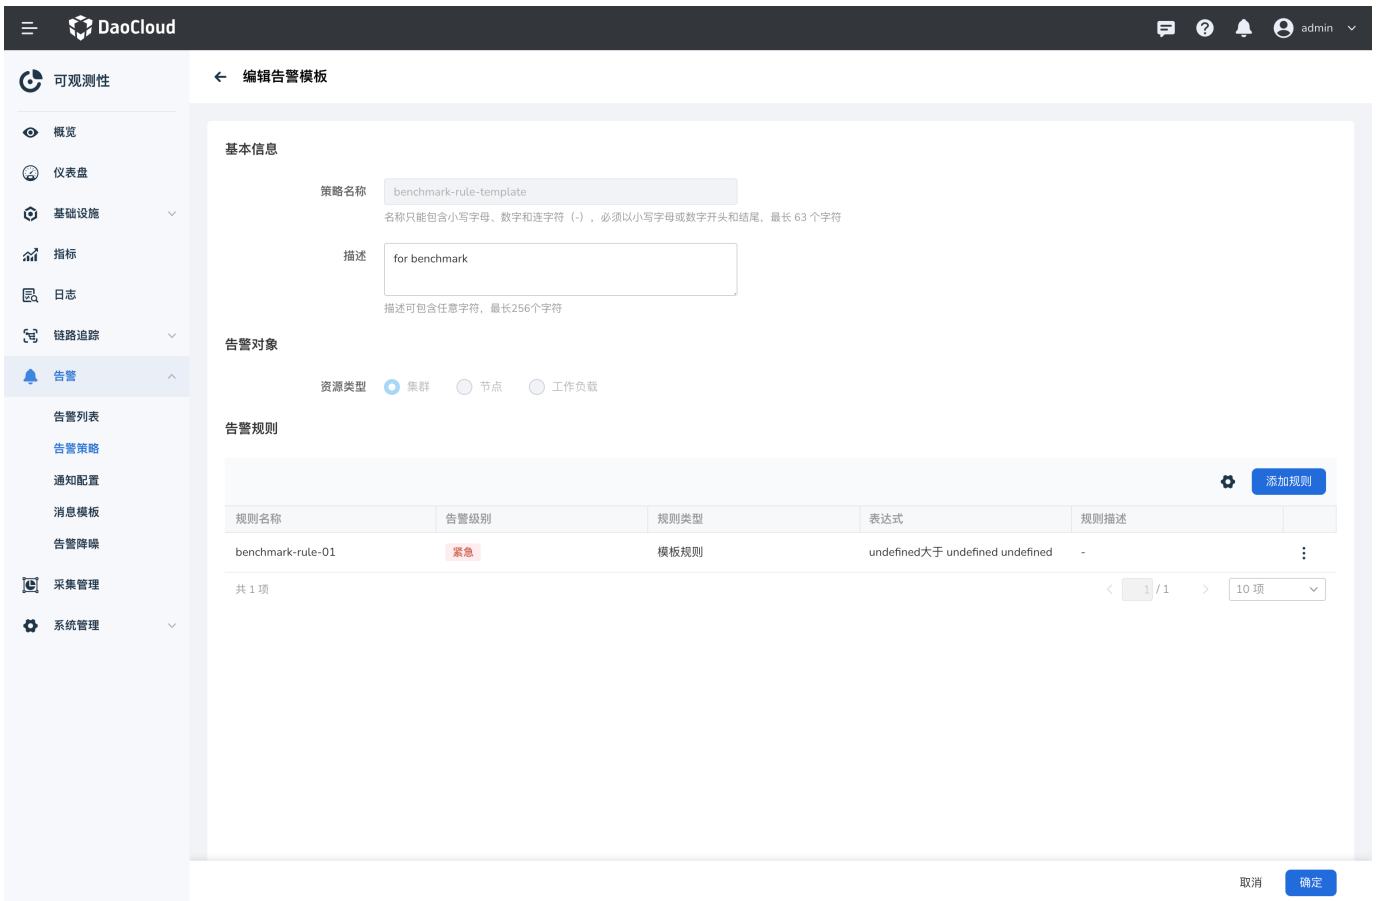 DaoCloud
admin
可观测性
概览
仪表盘
基础设施
指标
日志
链路追踪
告警
告警列表
告警策略
通知配置
消息模板
告警降噪
采集管理
系统管理
编辑告警模板
基本信息
策略名称
benchmark-rule-template
名称只能包含小写字母、数字和连字符（-），必须以小写字母或数字开头和结尾，最长 63 个字符
描述
for benchmark
描述可包含任意字符，最长256个字符
告警对象
资源类型 集群 节点 工作负载
告警规则
添加规则
规则名称 告警级别 规则类型 表达式 规则描述
benchmark-rule-01 紧急 模板规则 undefined大于 undefined undefined -
共 1 项 1 / 1 10 项
取消 确定